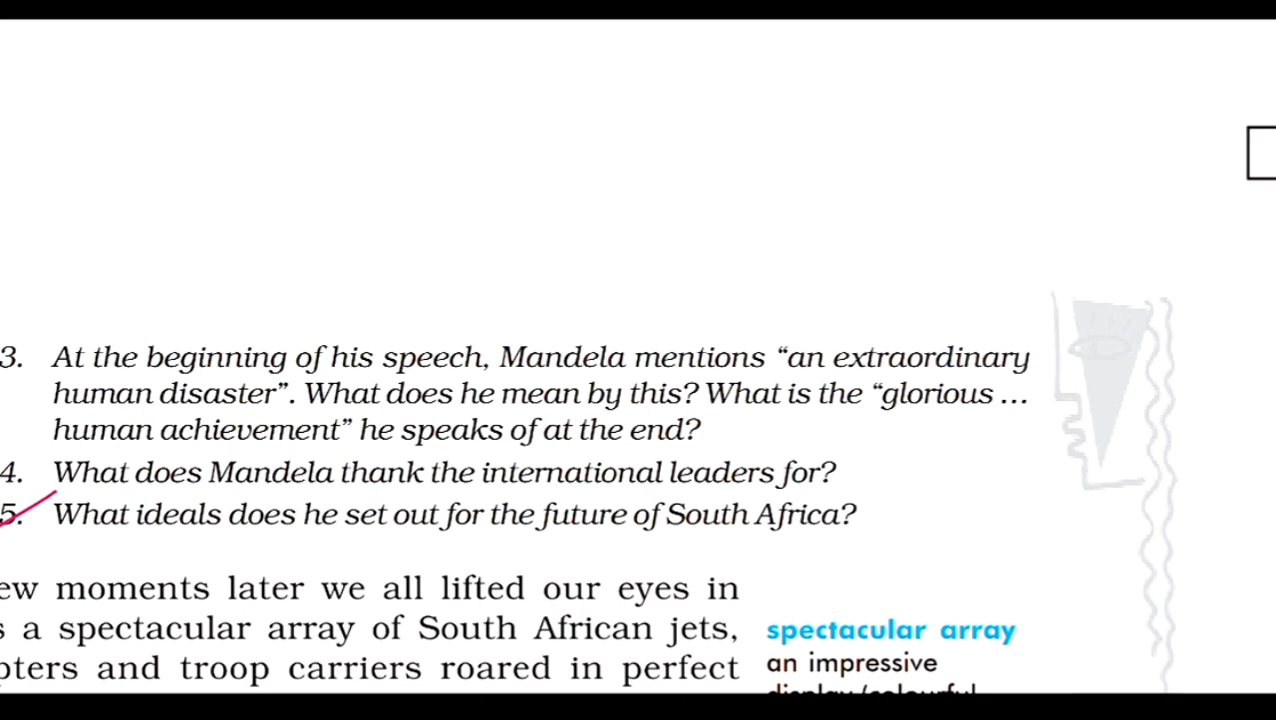 3. At the beginning of his speech, Mandela mentions “an extraordinary
human disaster”. What does he mean by this? What is the “glorious ...
human achievement” he speaks of at the end?
4. What does Mandela thank the international leaders for?
5. What ideals does he set out for the future of South Africa?
moments later we all lifted our eyes in
a spectacular array of South African jets,
and troop carriers roared in perfect
spectacular array
an impressive